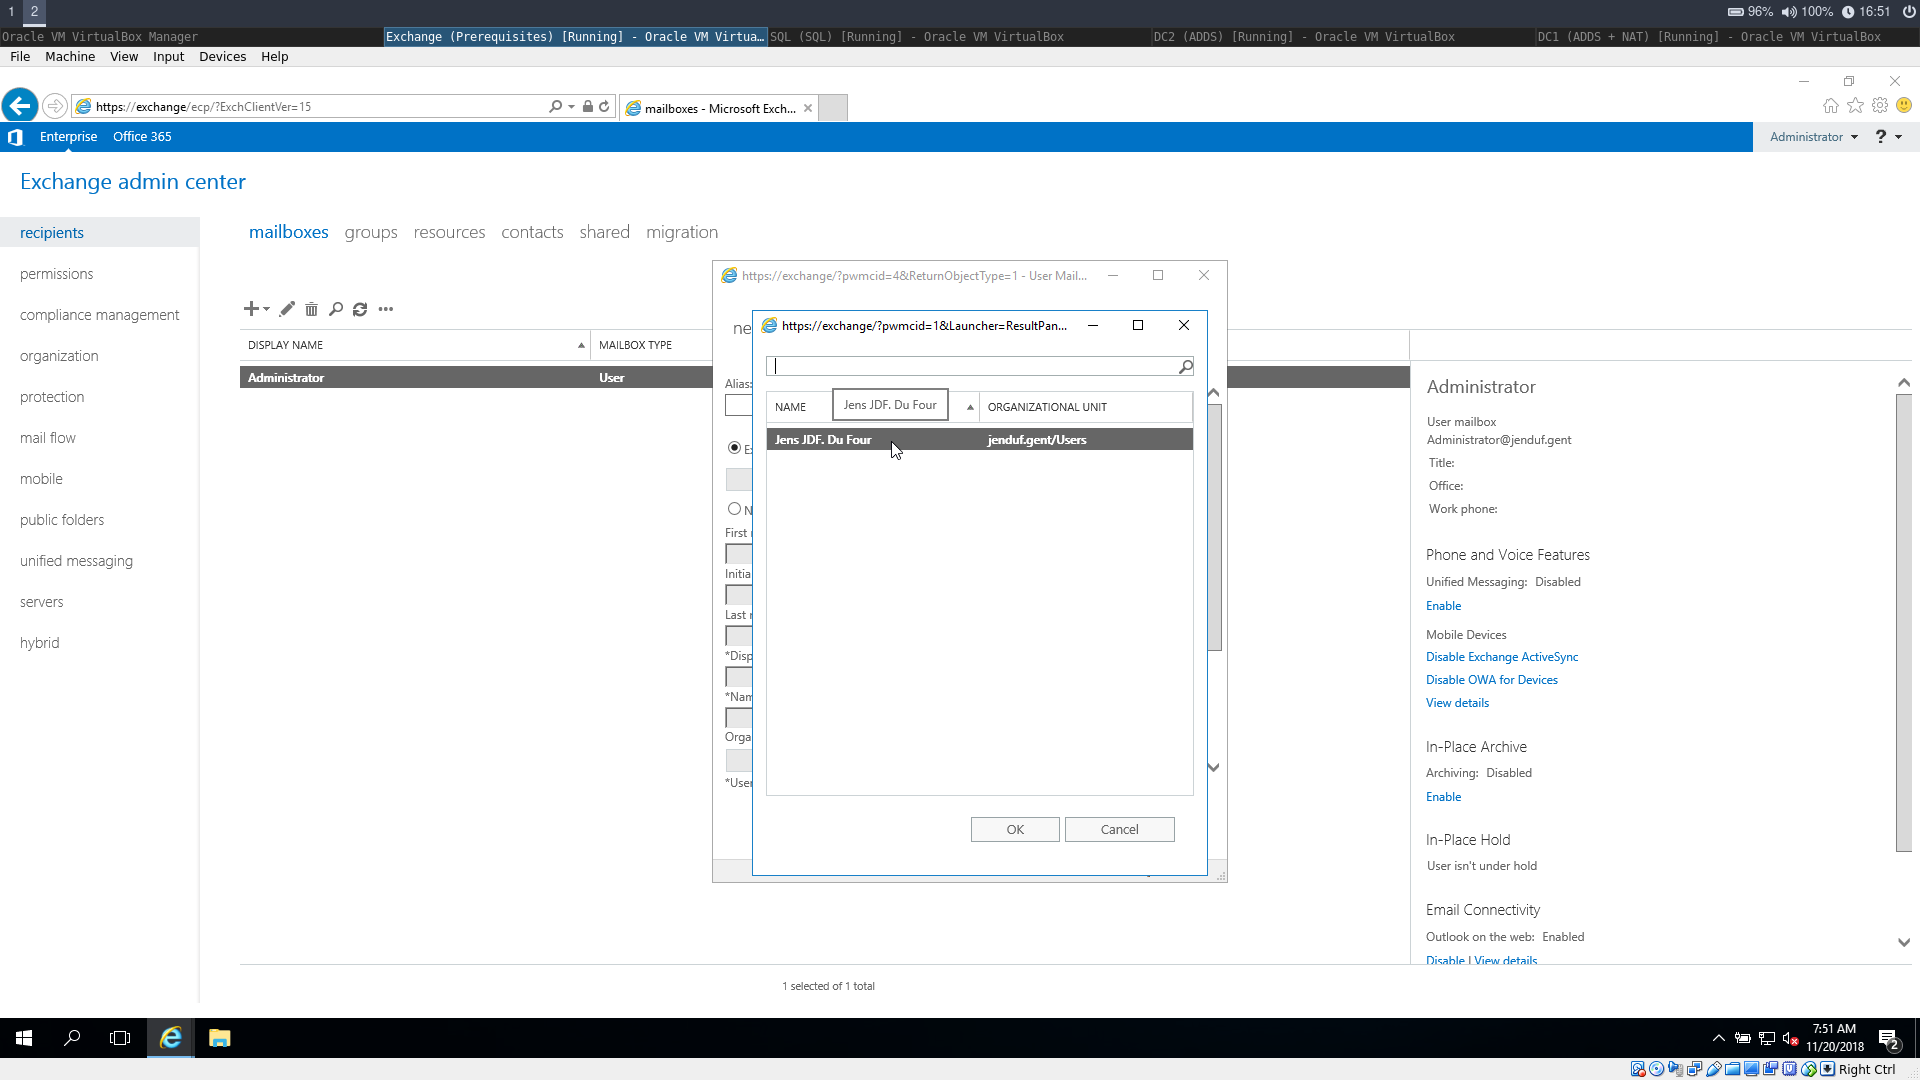 1 2 96% 100% 16:51
Oracle VM VirtualBox Manager Exchange (Prerequisites) [Running] - Oracle VM Virtua… SQL (SQL) [Running] - Oracle VM VirtualBox DC2 (ADDS) [Running] - Oracle VM VirtualBox DC1 (ADDS + NAT) [Running] - Oracle VM VirtualBox
File Machine View Input Devices Help
https://exchange/ecp/?ExchClientVer=15 mailboxes - Microsoft Exch...
Enterprise Office 365 Administrator ?
Exchange admin center
recipients
permissions
compliance management
organization
protection
mail flow
mobile
public folders
unified messaging
servers
hybrid
mailboxes groups resources contacts shared migration
DISPLAY NAME MAILBOX TYPE
Administrator User
https://exchange/?pwmcid=4&ReturnObjectType=1 - User Mail...
ne
Alias:
Ex
N
First
Initia
Last
*Disp
*Nam
Orga
*User
https://exchange/?pwmcid=1&Launcher=ResultPan...
NAME Jens JDF. Du Four ORGANIZATIONAL UNIT
Jens JDF. Du Four jenduf.gent/Users
OK Cancel
Administrator
User mailbox
Administrator@jenduf.gent
Title:
Office:
Work phone:
Phone and Voice Features
Unified Messaging: Disabled
Enable
Mobile Devices
Disable Exchange ActiveSync
Disable OWA for Devices
View details
In-Place Archive
Archiving: Disabled
Enable
In-Place Hold
User isn't under hold
Email Connectivity
Outlook on the web: Enabled
Disable | View details
1 selected of 1 total
7:51 AM
11/20/2018
2
Right Ctrl